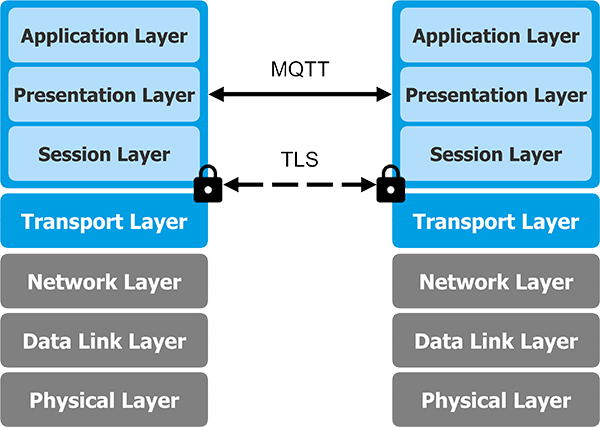 Application Layer
Presentation Layer
Session Layer
Transport Layer
Network Layer
Data Link Layer
Physical Layer
MQTT
TLS
Application Layer
Presentation Layer
Session Layer
Transport Layer
Network Layer
Data Link Layer
Physical Layer